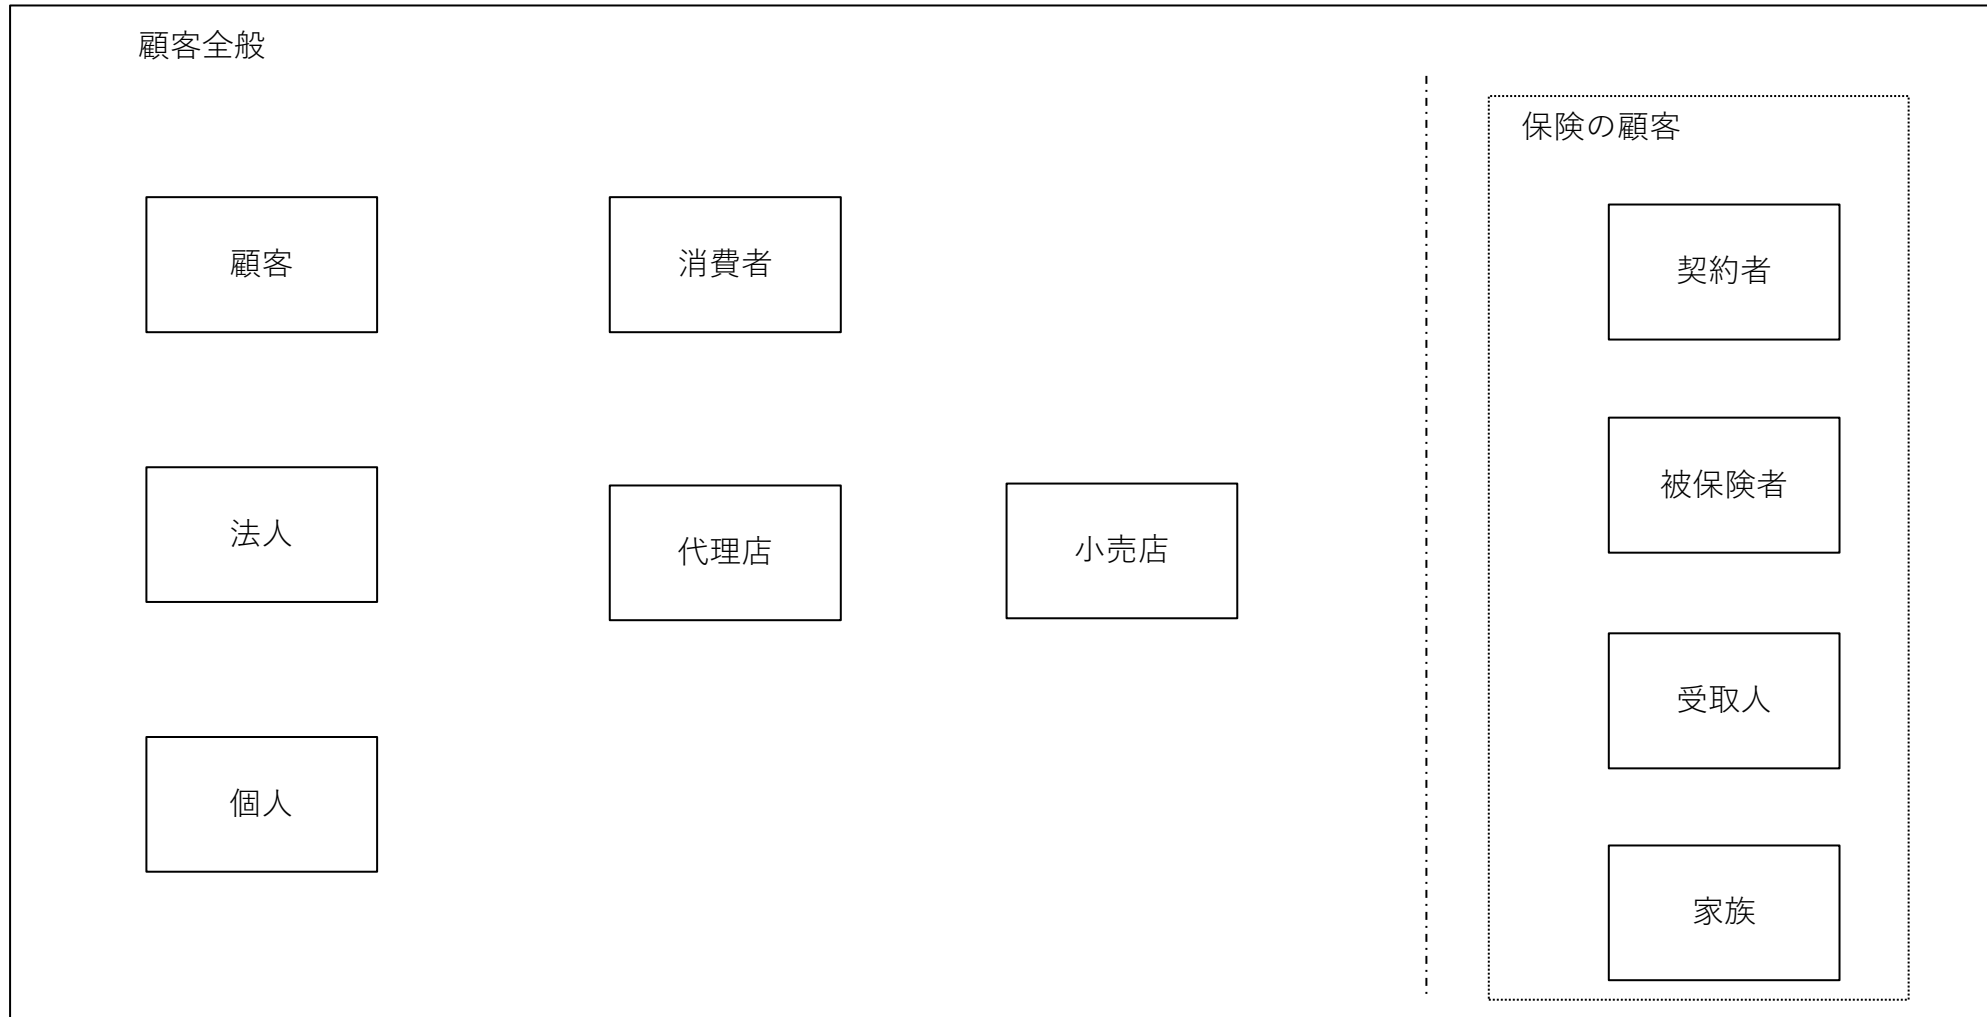 顧客全般
保険の顧客
顧客
消費者
契約者
法人
代理店
小売店
被保険者
受取人
個人
家族